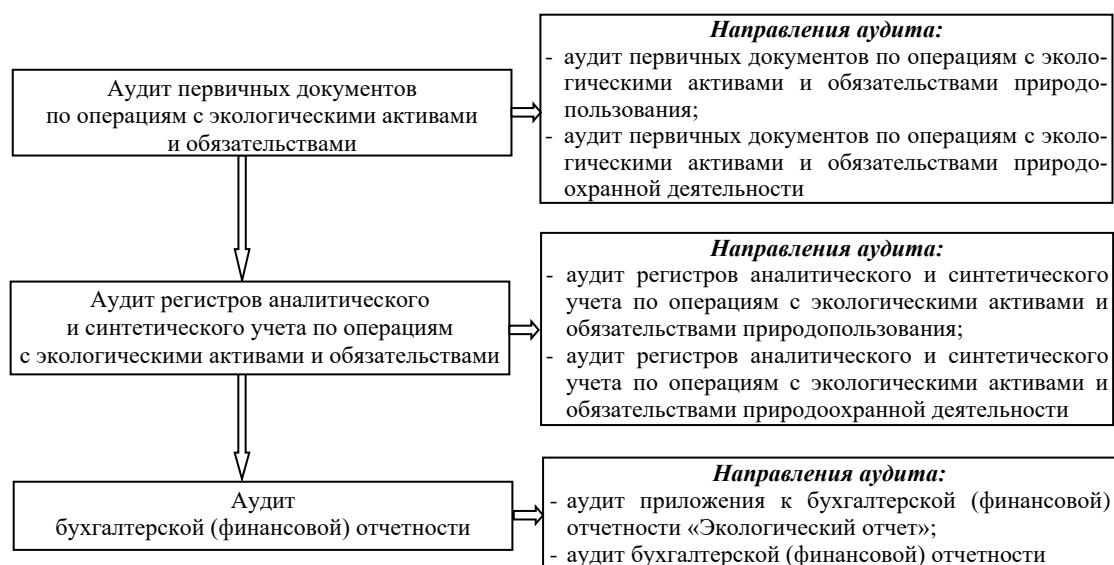 Аудит первичных документов
по операциям с экологическими активами
и обязательствами
Направления аудита:
- аудит первичных документов по операциям с эколо-
гическими активами и обязательствами природо-
пользования;
- аудит первичных документов по операциям с эколо-
гическими активами и обязательствами природо-
охранной деятельности
Аудит регистров аналитического
и синтетического учета по операциям
с экологическими активами и обязательствами
Направления аудита:
- аудит регистров аналитического и синтетического
учета по операциям с экологическими активами и
обязательствами природопользования;
- аудит регистров аналитического и синтетического
учета по операциям с экологическими активами и
обязательствами природоохранной деятельности
Аудит
бухгалтерской (финансовой) отчетности
Направления аудита:
- аудит приложения к бухгалтерской (финансовой)
отчетности «Экологический отчет»;
- аудит бухгалтерской (финансовой) отчетности